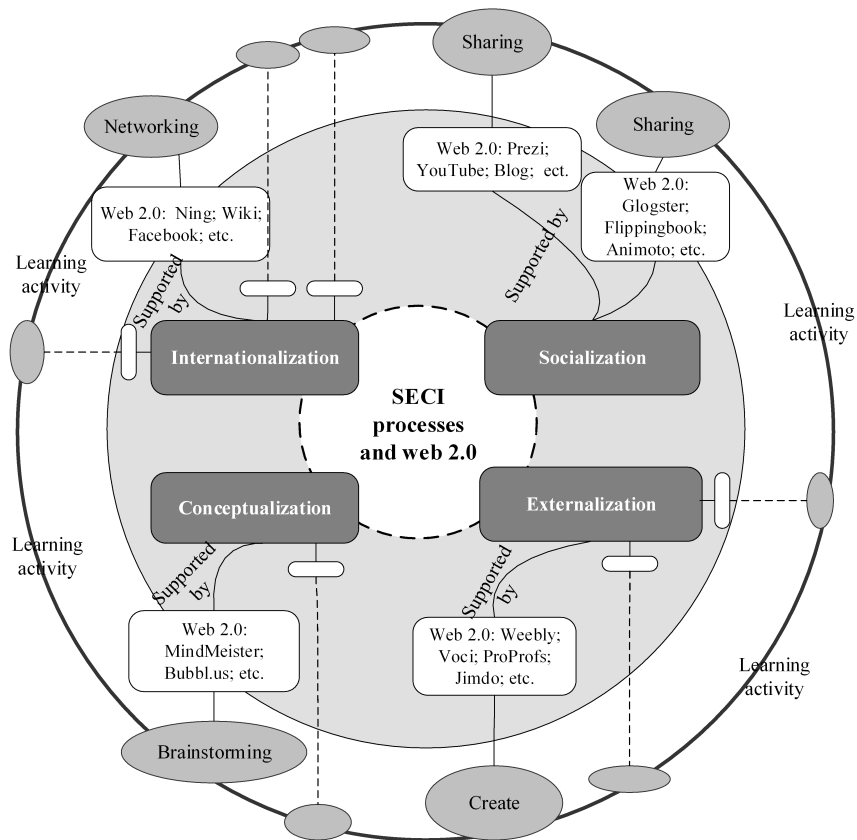 Sharing
Networking
Sharing
Web 2.0: Prezi;
YouTube; Blog; ect.
Web 2.0:
Glogster;
Flippingbook;
Animoto; etc.
Web 2.0: Ning; Wiki;
Facebook; etc.
Supported by
Learning
activity
Supported
by
Learning
activity
Internationalization
Socialization
SECI
processes
and web 2.0
Conceptualization
Externalization
Learning
activity
Supported
by
Supported
by
Web 2.0:
MindMeister;
Bubbl.us; etc.
Web 2.0: Weebly;
Voci; ProProfs;
Jimdo; etc.
Learning
activity
Brainstorming
Create